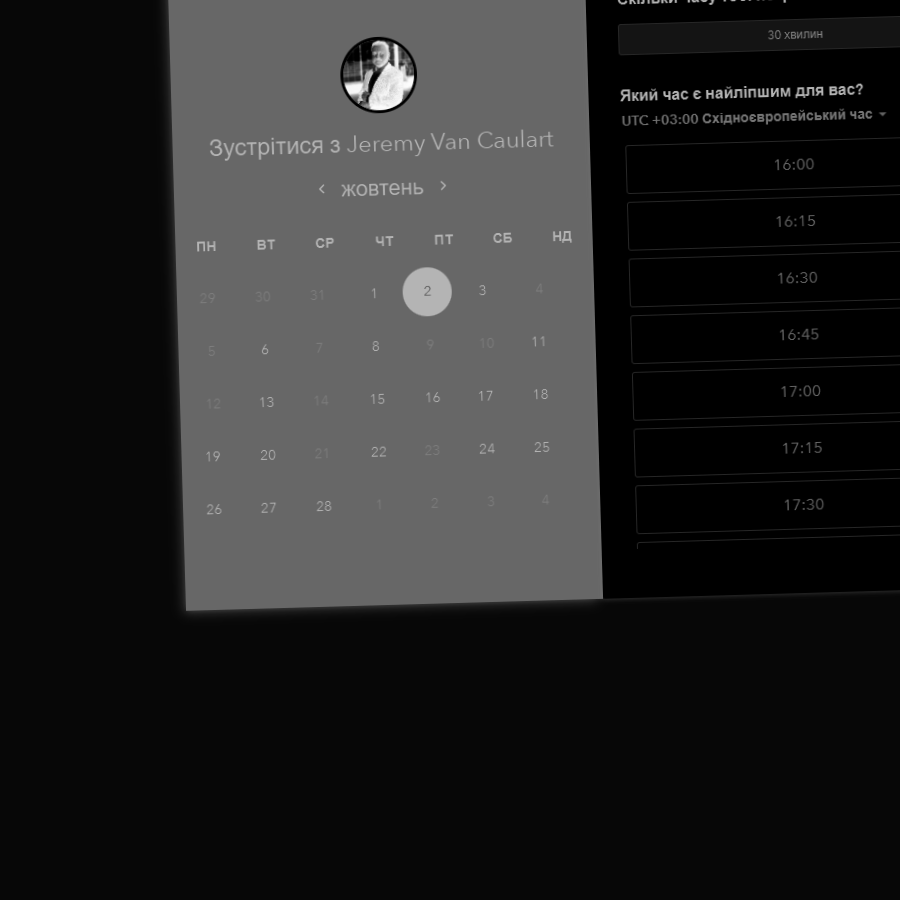 Зустрітися з Jeremy Van Caulart
жовтень
ПН ВТ СР ЧТ ПТ СБ НД
29 30 31 1 2 3 4
5 6 7 8 9 10 11
12 13 14 15 16 17 18
19 20 21 22 23 24 25
26 27 28 1 2 3 4
30 хвилин
Який час є найліпшим для вас?
UTC +03:00 Східноєвропейський час
16:00
16:15
16:30
16:45
17:00
17:15
17:30